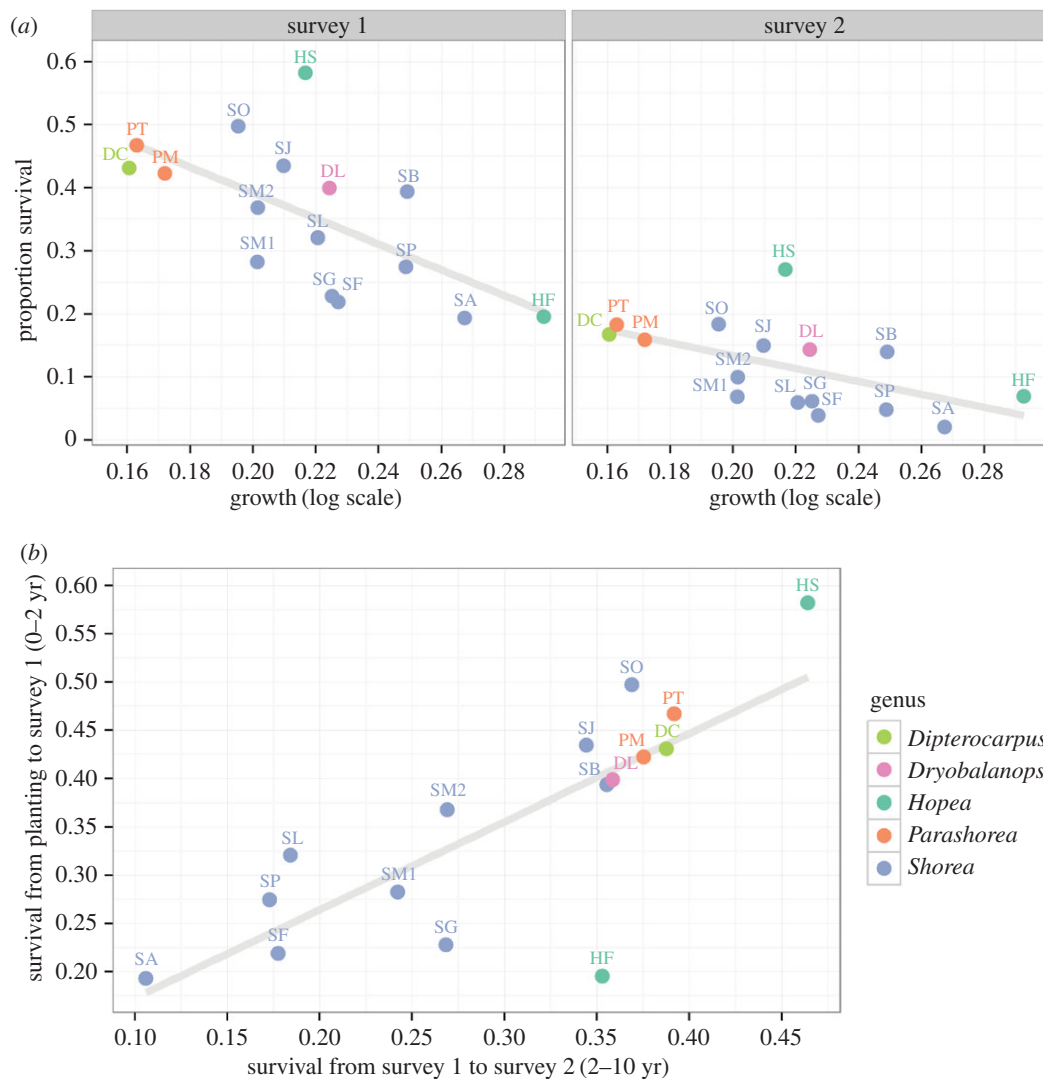 (a)
survey 1
survey 2
proportion survival
0.6
0.5
0.4
0.3
0.2
0.1
0
HS
SO
PT
DC
PM
SJ
DL
SB
SM2
SL
SM1
SP
SG
SF
SA
HF
0.16 0.18 0.20 0.22 0.24 0.26 0.28
growth (log scale)
HS
PT
DC
PM
SO
SJ
DL
SB
SM2
SM1
SL
SG
SF
SP
SA
HF
0.16 0.18 0.20 0.22 0.24 0.26 0.28
growth (log scale)
(b)
survival from planting to survey 1 (0–2 yr)
0.60
0.55
0.50
0.45
0.40
0.35
0.30
0.25
0.20
HS
SO
PT
SJ
PM
DC
SB
DL
SM2
SL
SP
SM1
SF
SG
SA
HF
0.10 0.15 0.20 0.25 0.30 0.35 0.40 0.45
survival from survey 1 to survey 2 (2–10 yr)
genus
Dipterocarpus
Dryobalanops
Hopea
Parashorea
Shorea